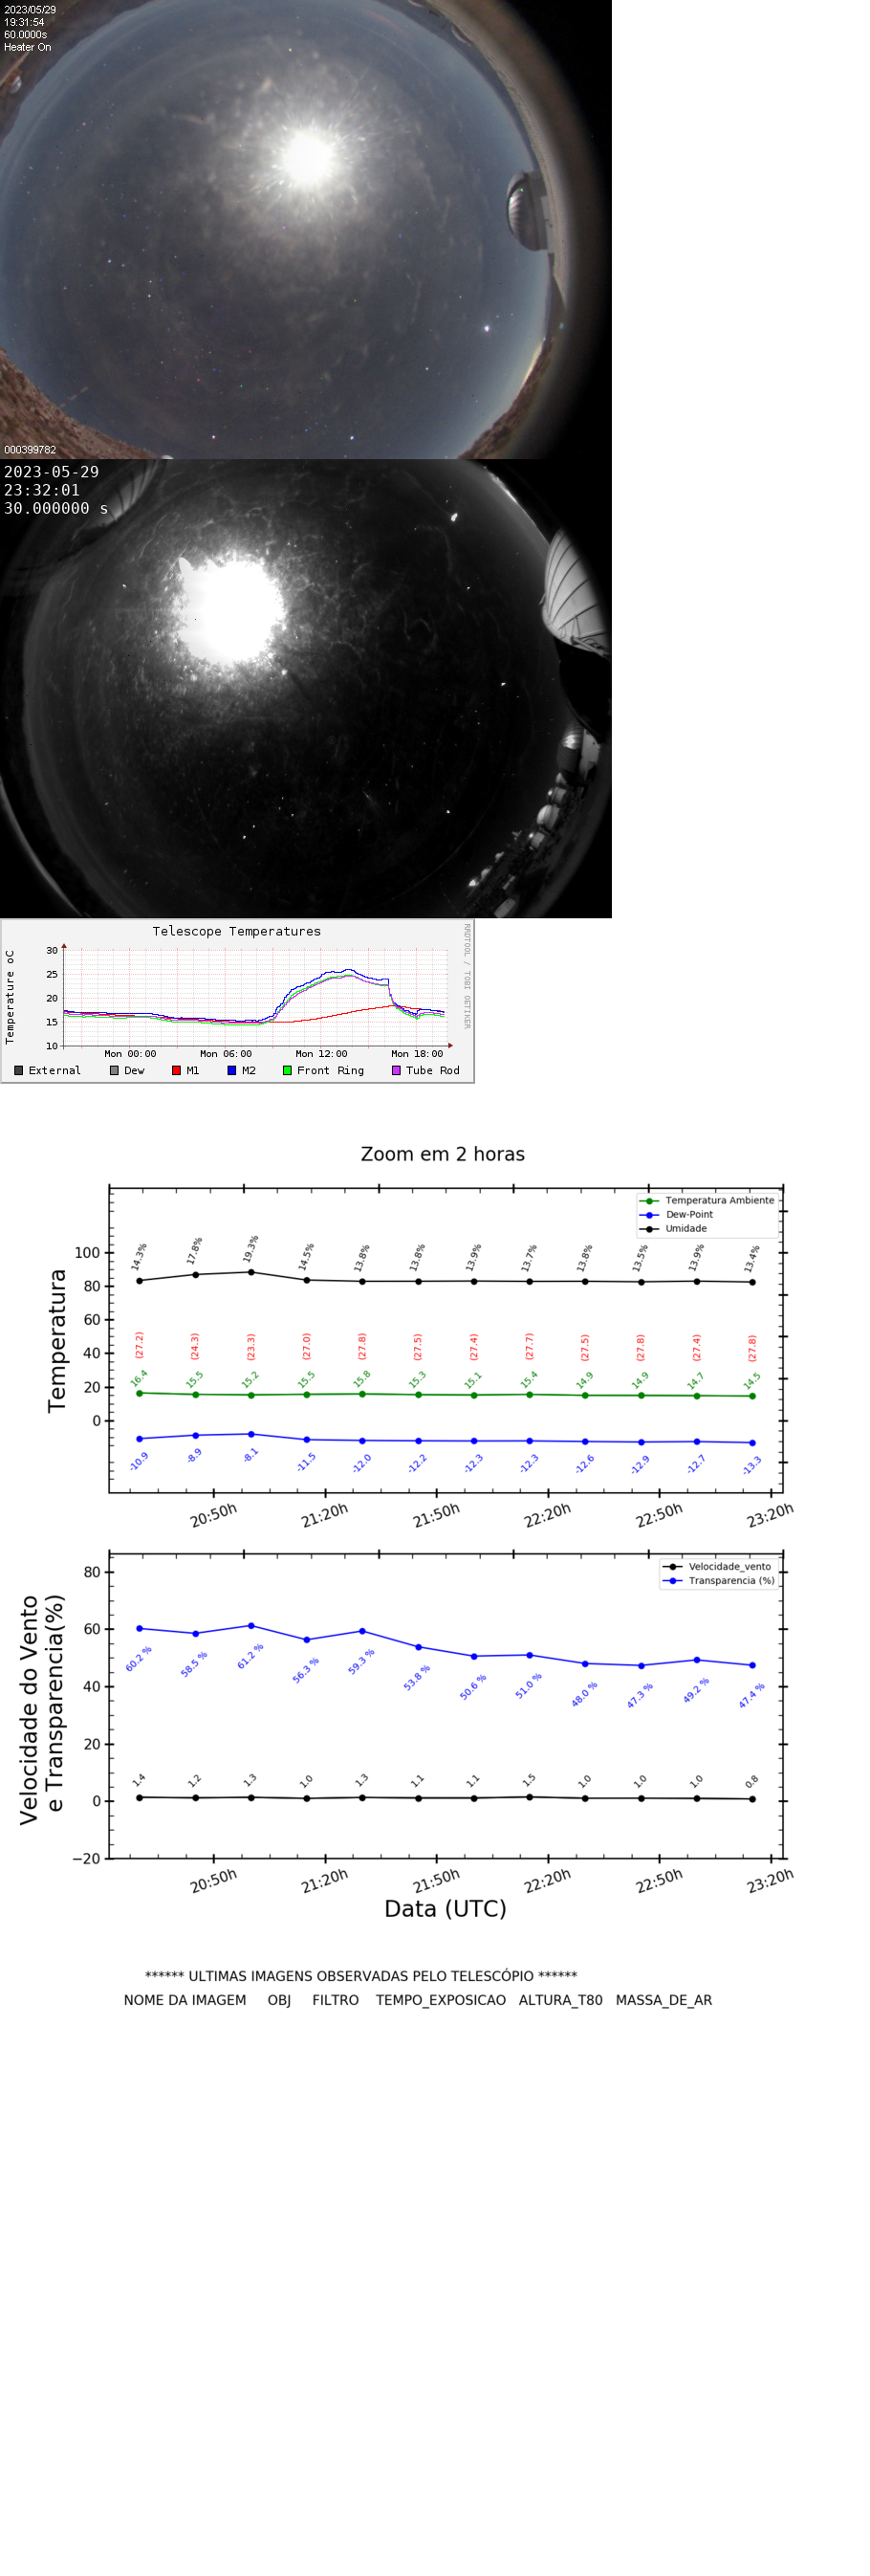 2023/05/29
19:31:54
60.0000s
Heater On
000399782
2023-05-29
23:32:01
30.000000 s
Telescope Temperatures
RRDTOOL / TOBI OETIKER
Temperature oC
30
25
20
15
10
Mon 00:00 Mon 06:00 Mon 12:00 Mon 18:00
External Dew M1 M2 Front Ring Tube Rod
Zoom em 2 horas
Temperatura Ambiente
Dew-Point
Umidade
Temperatura
100
80
60
40
20
0
14.3% 17.8% 19.3% 14.5% 13.8% 13.8% 13.9% 13.7% 13.8% 13.5% 13.9% 13.4%
(27.2) (24.3) (23.3) (27.0) (27.8) (27.5) (27.4) (27.7) (27.5) (27.8) (27.4) (27.8)
16.4 15.5 15.2 15.5 15.8 15.3 15.1 15.4 14.9 14.9 14.7 14.5
-10.9 -8.9 -8.1 -11.5 -12.0 -12.2 -12.3 -12.3 -12.6 -12.9 -12.7 -13.3
20:50h 21:20h 21:50h 22:20h 22:50h 23:20h
Velocidade_vento
Transparencia (%)
Velocidade do Vento
e Transparencia(%)
80
60
40
20
0
−20
60.2 % 58.5 % 61.2 % 56.3 % 59.3 % 53.8 % 50.6 % 51.0 % 48.0 % 47.3 % 49.2 % 47.4 %
1.4 1.2 1.3 1.0 1.3 1.1 1.1 1.5 1.0 1.0 1.0 0.8
20:50h 21:20h 21:50h 22:20h 22:50h 23:20h
Data (UTC)
****** ULTIMAS IMAGENS OBSERVADAS PELO TELESCÓPIO ******
NOME DA IMAGEM OBJ FILTRO TEMPO_EXPOSICAO ALTURA_T80 MASSA_DE_AR